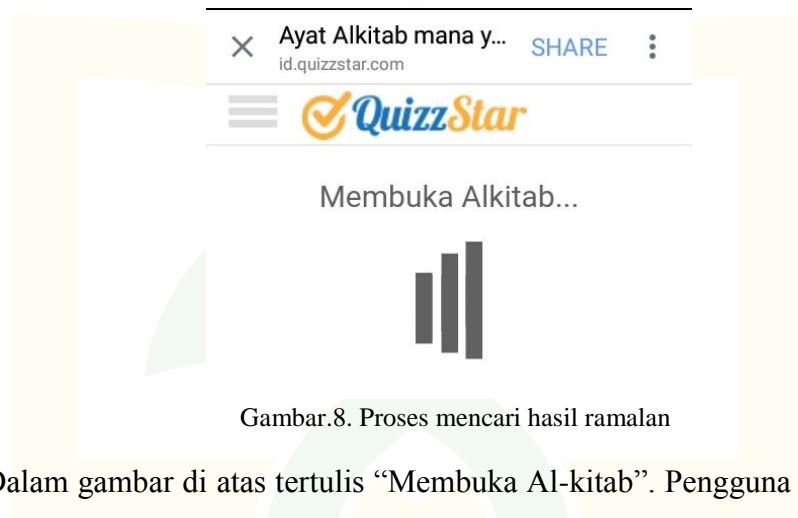 Ayat Alkitab mana y... SHARE
id.quizzstar.com
QuizzStar
Membuka Alkitab...
Gambar.8. Proses mencari hasil ramalan
Dalam gambar di atas tertulis “Membuka Al-kitab”. Pengguna